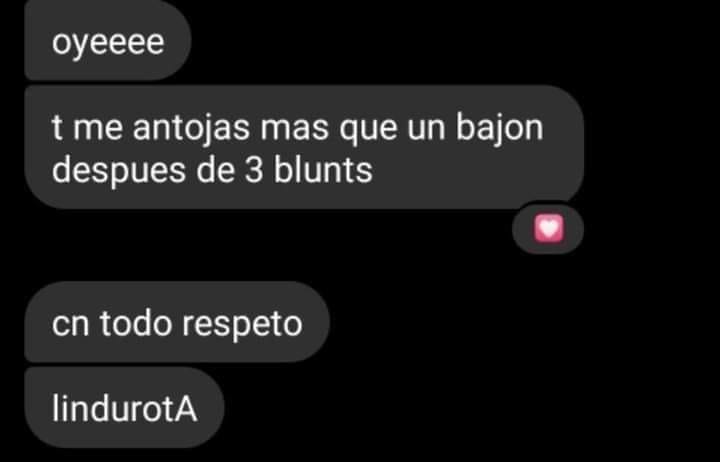 oyeeee
t me antojas mas que un bajon
despues de 3 blunts
cn todo respeto
lindurotA